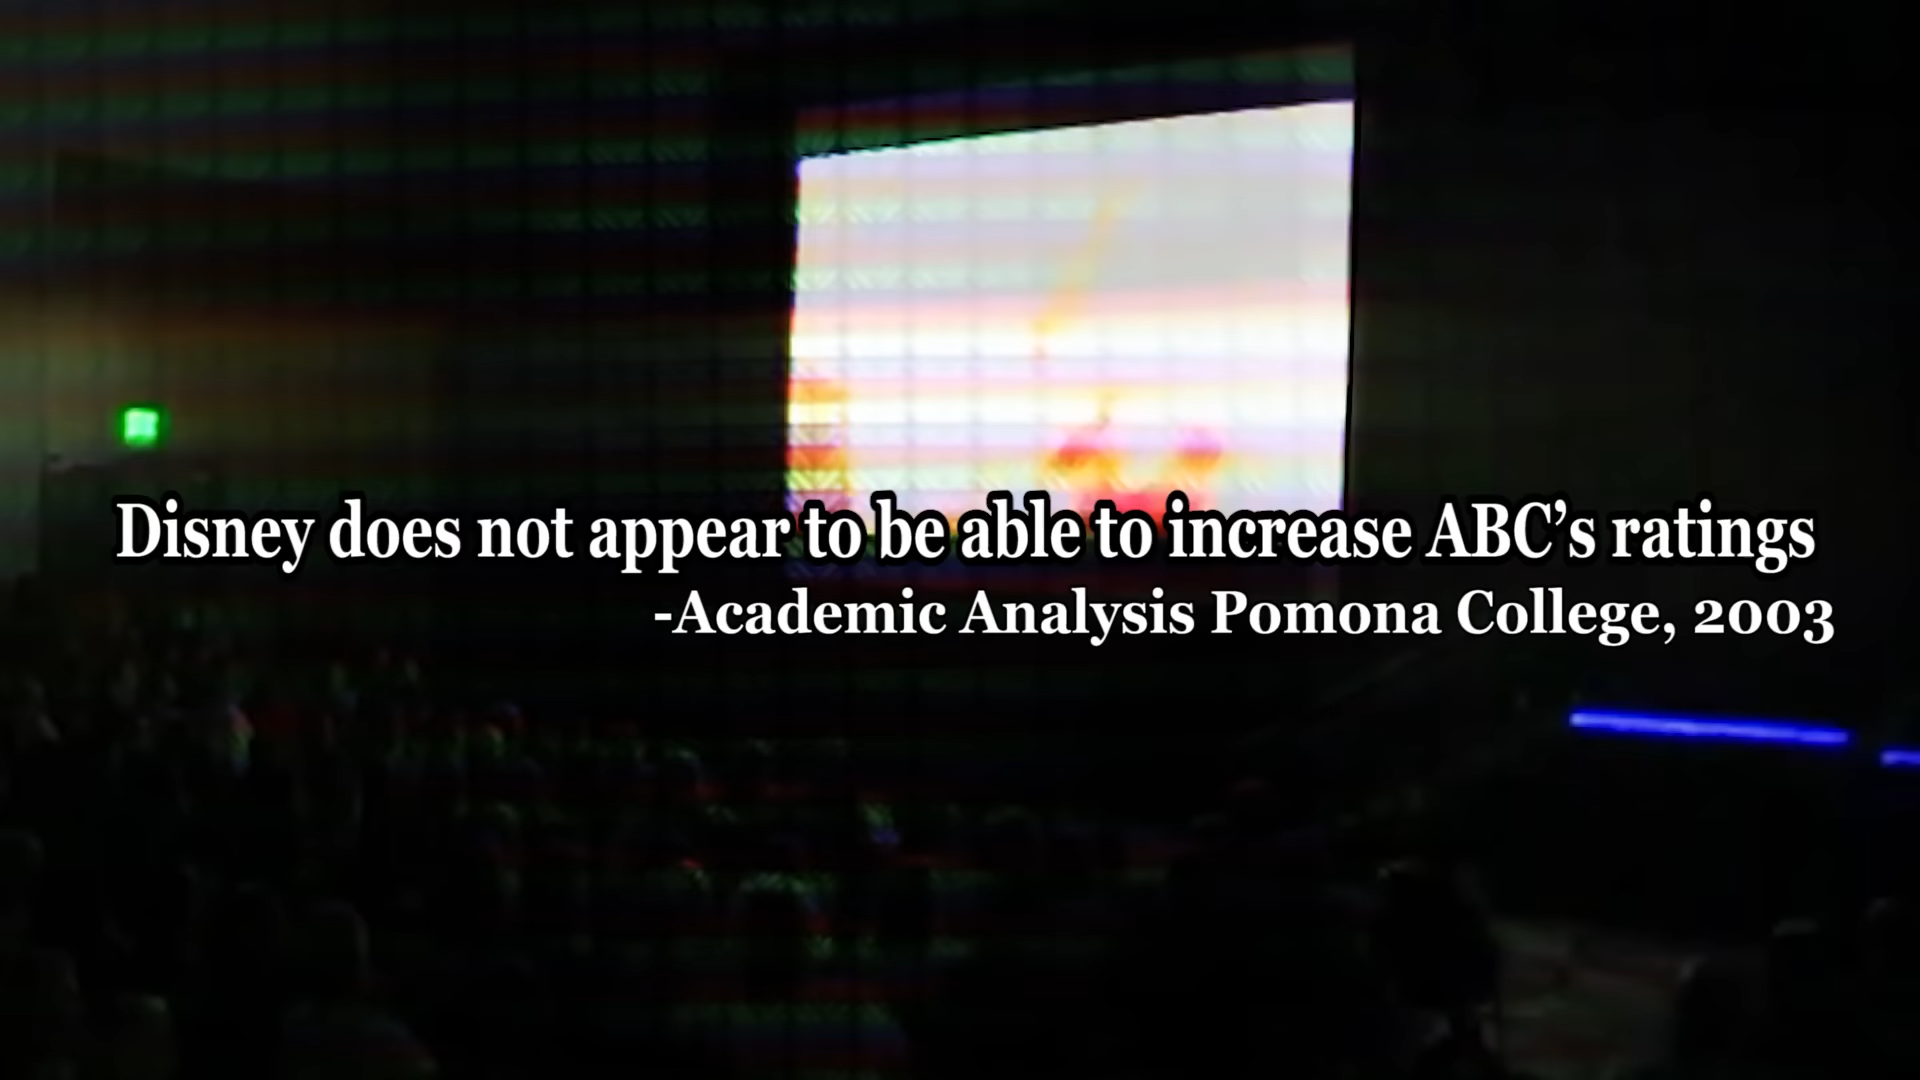 Disney does not appear to be able to increase ABC’s ratings
-Academic Analysis Pomona College, 2003